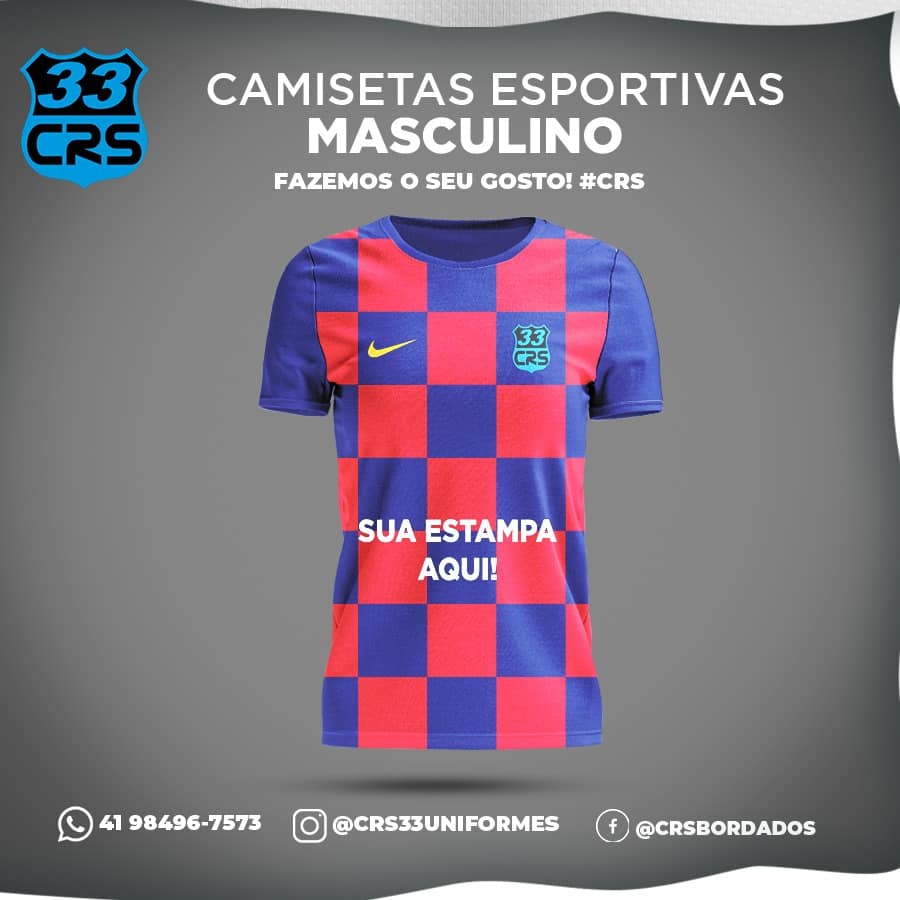 33
CRS
CAMISETAS ESPORTIVAS
MASCULINO
FAZEMOS O SEU GOSTO! #CRS
33
CRS
SUA ESTAMPA
AQUI!
41 98496-7573
@CRS33UNIFORMES
@CRSBORDADOS